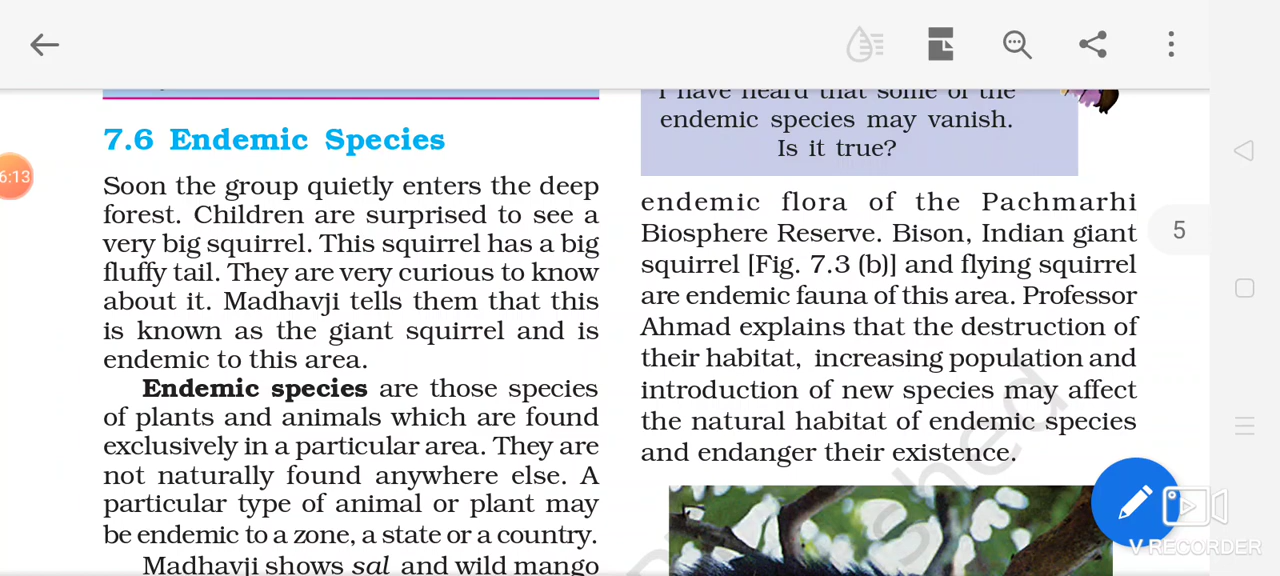 6:13
7.6 Endemic Species
Soon the group quietly enters the deep
forest. Children are surprised to see a
very big squirrel. This squirrel has a big
fluffy tail. They are very curious to know
about it. Madhavji tells them that this
is known as the giant squirrel and is
endemic to this area.
Endemic species are those species
of plants and animals which are found
exclusively in a particular area. They are
not naturally found anywhere else. A
particular type of animal or plant may
be endemic to a zone, a state or a country.
Madhavji shows sal and wild mango
I have heard that some of the
endemic species may vanish.
Is it true?
endemic flora of the Pachmarhi
Biosphere Reserve. Bison, Indian giant
squirrel [Fig. 7.3 (b)] and flying squirrel
are endemic fauna of this area. Professor
Ahmad explains that the destruction of
their habitat, increasing population and
introduction of new species may affect
the natural habitat of endemic species
and endanger their existence.
5
V RECORDER